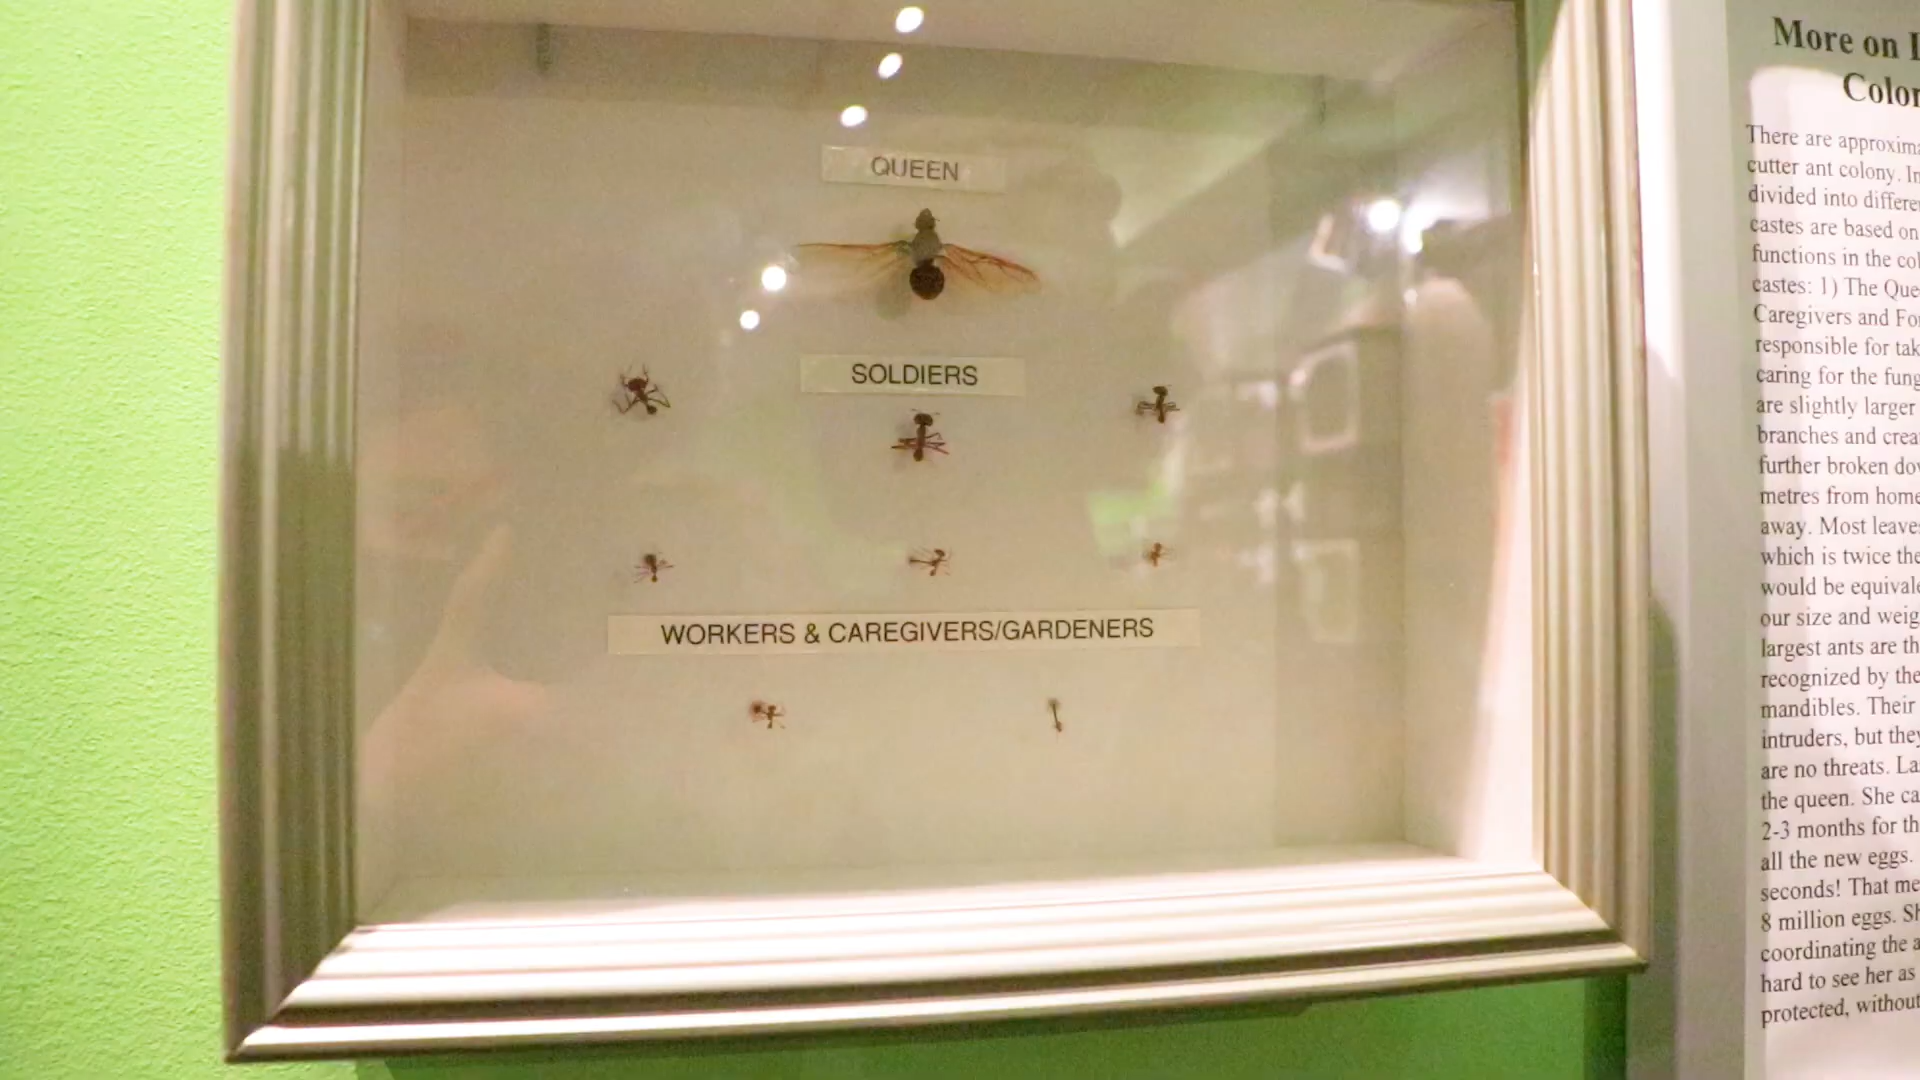 QUEEN
SOLDIERS
WORKERS & CAREGIVERS/GARDENERS
More on
Color
There are approxima
cutter ant colony. In
divided into differe
castes are based on
functions in the col
castes: 1) The Que
Caregivers and Fo
responsible for tak
caring for the fung
are slightly larger
branches and crea
further broken dov
metres from home
away. Most leave
which is twice the
would be equivale
our size and weig
largest ants are th
recognized by the
mandibles. Their
intruders, but they
are no threats. La
the queen. She ca
2-3 months for th
all the new eggs.
seconds! That me
8 million eggs. Sh
coordinating the a
hard to see her as
protected, without